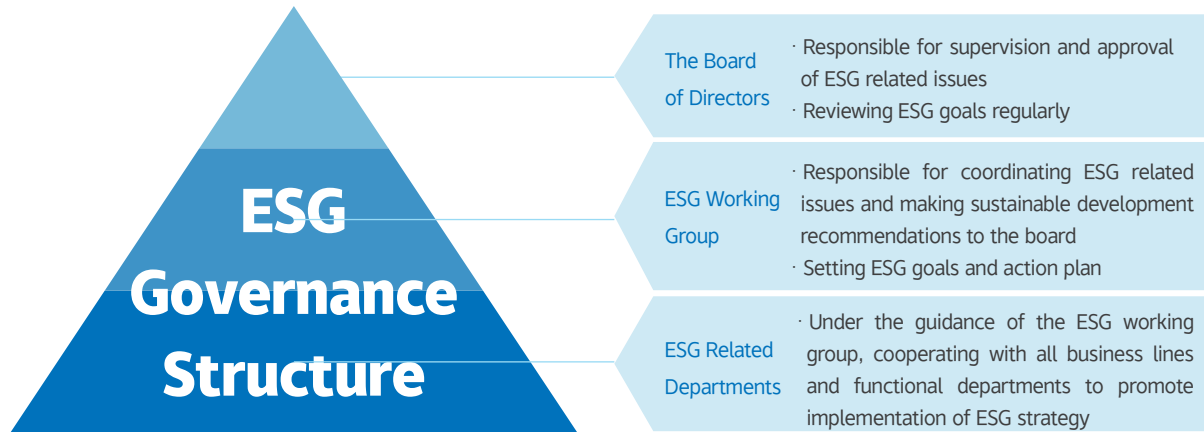 ESG
Governance
Structure
The Board
of Directors
· Responsible for supervision and approval
of ESG related issues
· Reviewing ESG goals regularly
ESG Working
Group
· Responsible for coordinating ESG related
issues and making sustainable development
recommendations to the board
· Setting ESG goals and action plan
ESG Related
Departments
· Under the guidance of the ESG working
group, cooperating with all business lines
and functional departments to promote
implementation of ESG strategy